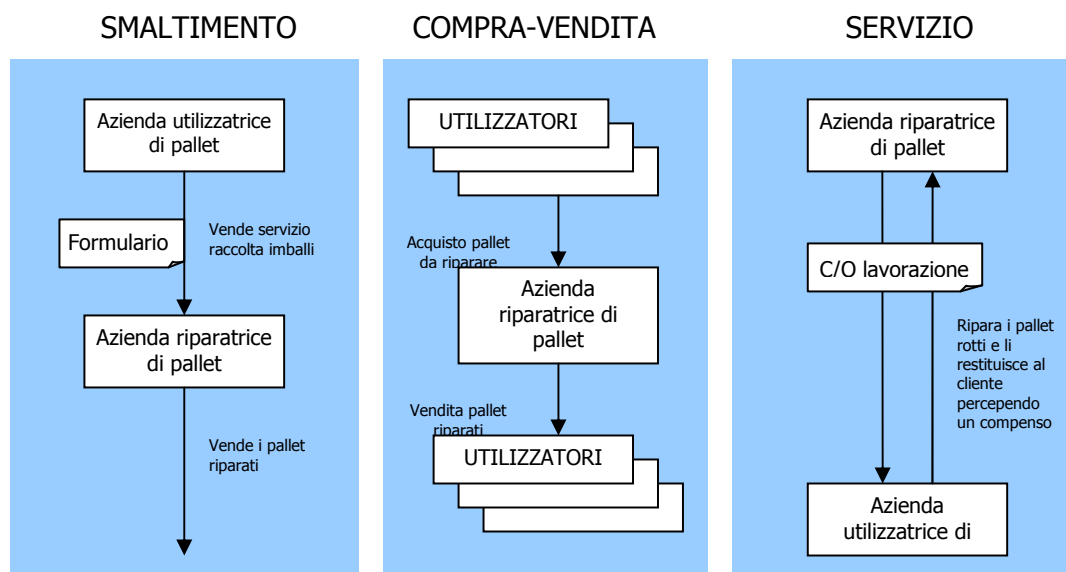 SMALTIMENTO
Azienda utilizzatrice
di pallet
Formulario
Vende servizio
raccolta imballi
Azienda riparatrice
di pallet
Vende i pallet
riparati
COMPRA-VENDITA
UTILIZZATORI
Acquisto pallet
da riparare
Azienda
riparatrice di
pallet
Vendita pallet
riparati
UTILIZZATORI
SERVIZIO
Azienda riparatrice
di pallet
C/O lavorazione
Ripara i pallet
rotti e li
restituisce al
cliente
percependo
un compenso
Azienda
utilizzatrice di